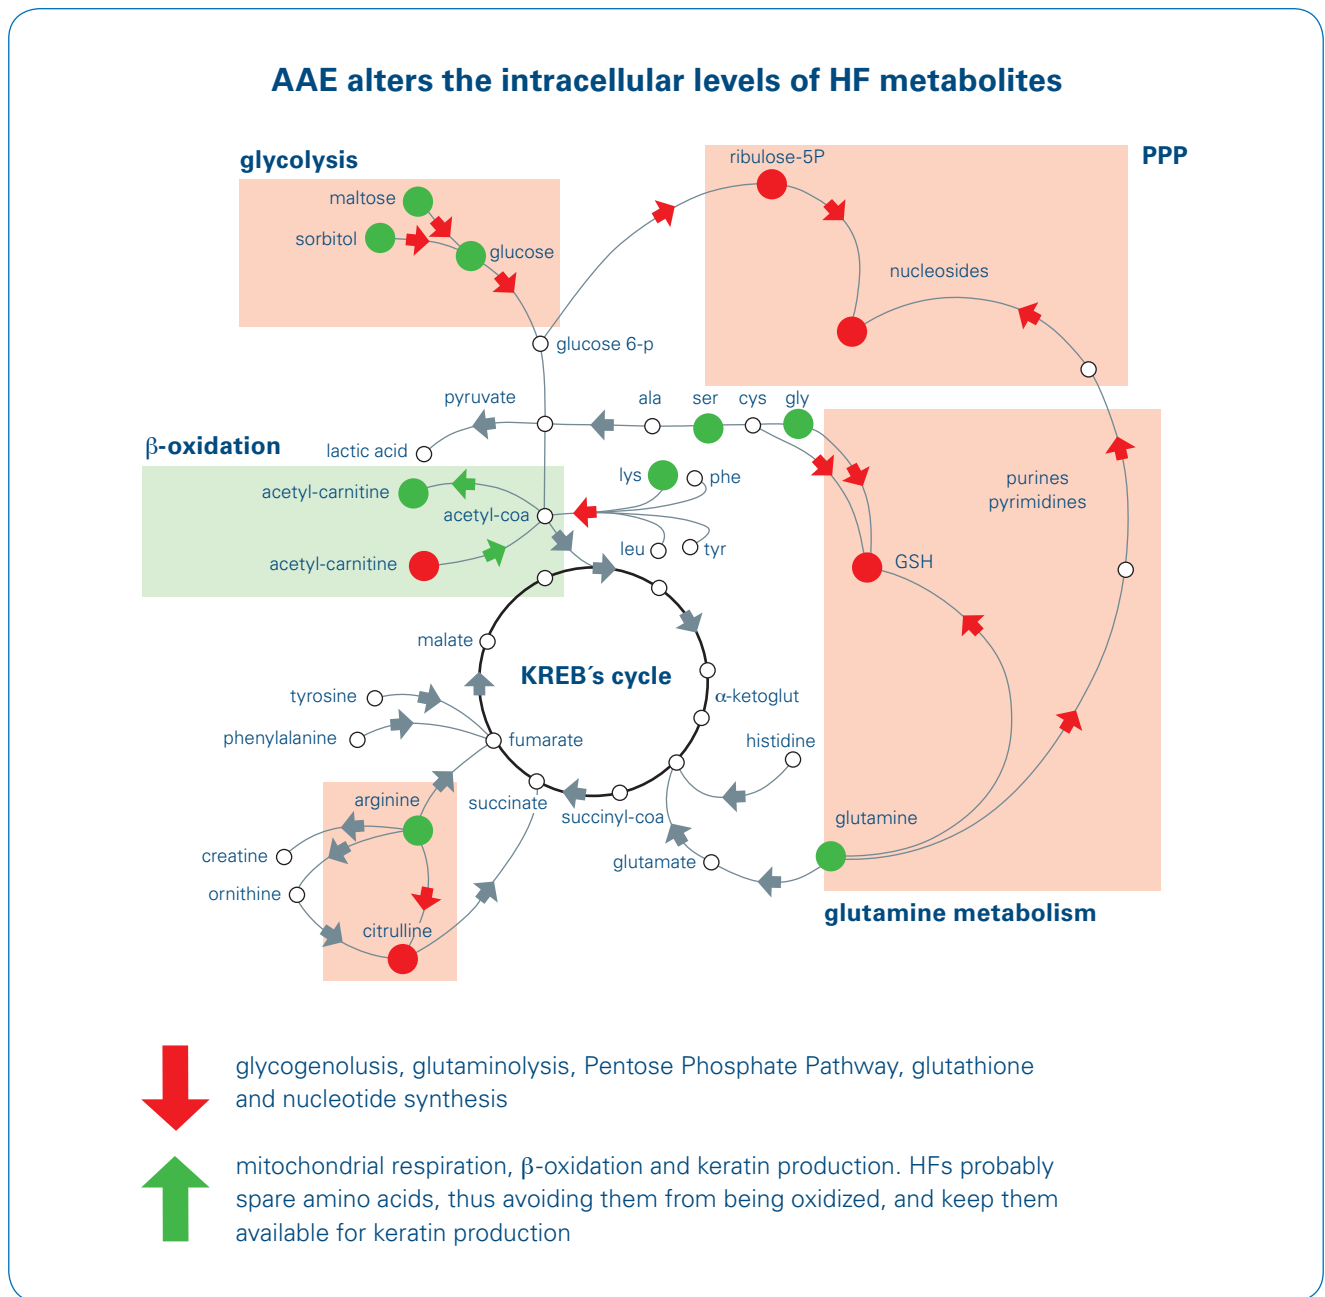 AAE alters the intracellular levels of HF metabolites
glycolysis
PPP
ribulose-5P
maltose
sorbitol
glucose
nucleosides
glucose 6-p
pyruvate
ala
ser
cys
gly
β-oxidation
lactic acid
lys
phe
purines
pyrimidines
acetyl-carnitine
acetyl-coa
leu
tyr
GSH
acetyl-carnitine
malate
KREB´s cycle
tyrosine
α-ketoglut
phenylalanine
fumarate
histidine
arginine
succinate
succinyl-coa
glutamine
creatine
glutamate
ornithine
glutamine metabolism
citrulline
glycogenolusis, glutaminolysis, Pentose Phosphate Pathway, glutathione
and nucleotide synthesis
mitochondrial respiration, β-oxidation and keratin production. HFs probably
spare amino acids, thus avoiding them from being oxidized, and keep them
available for keratin production